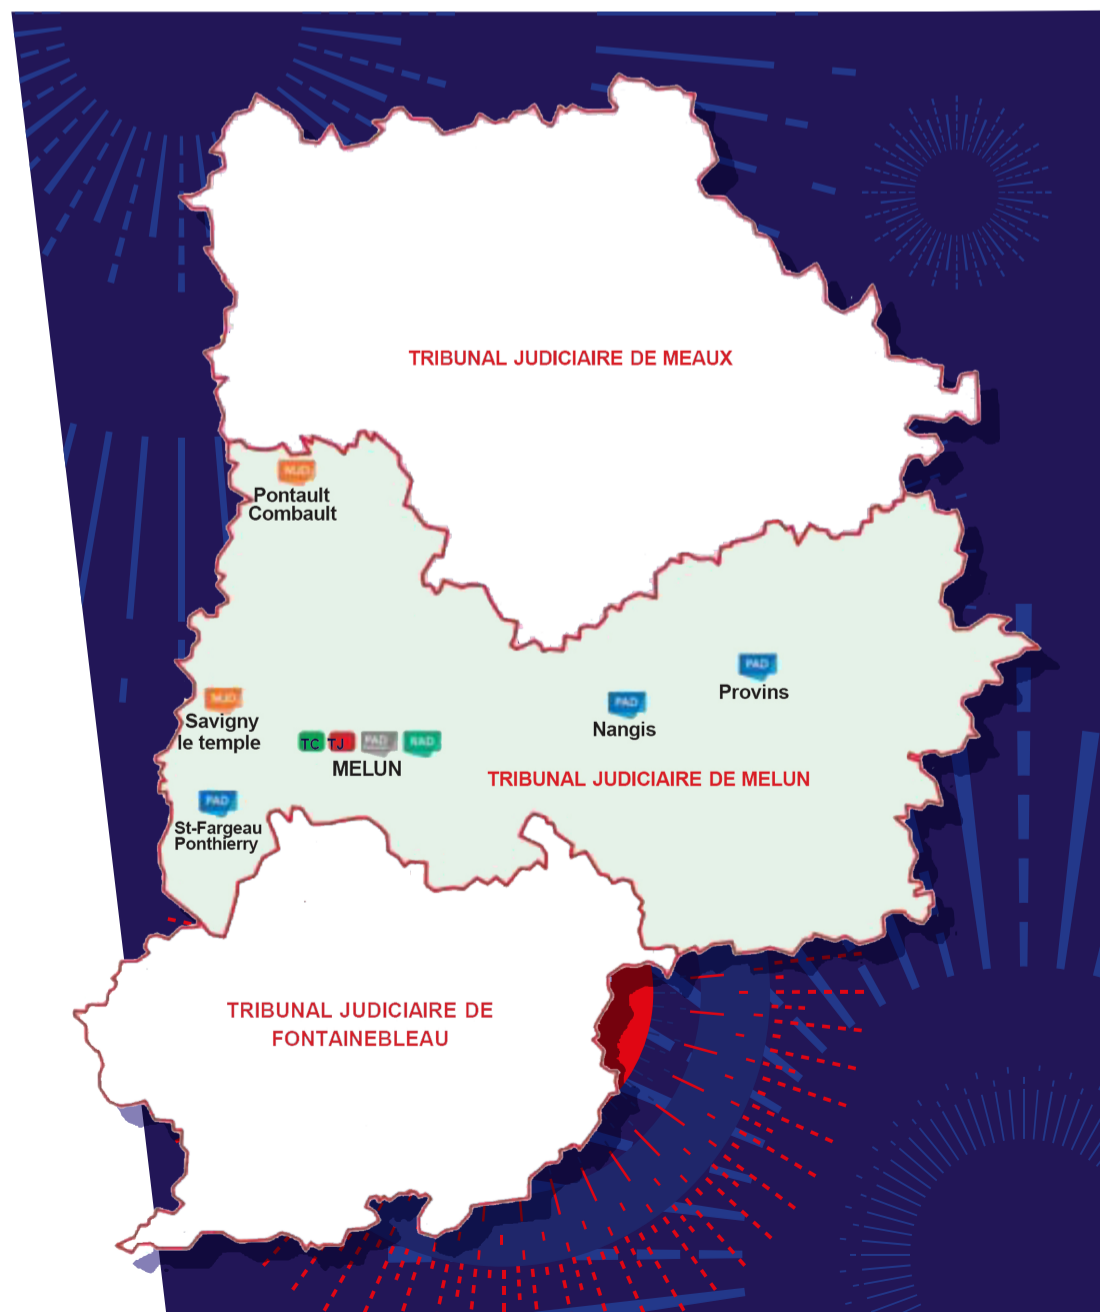 TRIBUNAL JUDICIAIRE DE MEAUX
MJD
Pontault
Combault
PAD
Provins
MJD
Savigny
le temple
PAD
Nangis
TC TJ PAD RAD
MELUN
TRIBUNAL JUDICIAIRE DE MELUN
PAD
St-Fargeau
Ponthierry
TRIBUNAL JUDICIAIRE DE
FONTAINEBLEAU